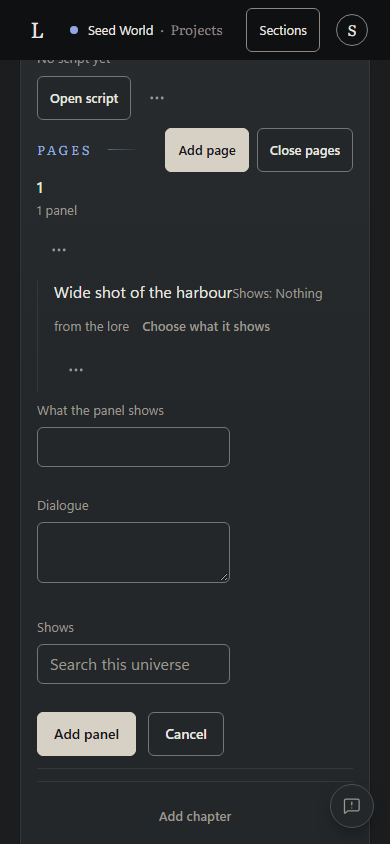 L Seed World · Projects Sections S
No script yet
Open script ···
PAGES Add page Close pages
1
1 panel
···
Wide shot of the harbourShows: Nothing
from the lore Choose what it shows
···
What the panel shows
Dialogue
Shows
Search this universe
Add panel Cancel
Add chapter